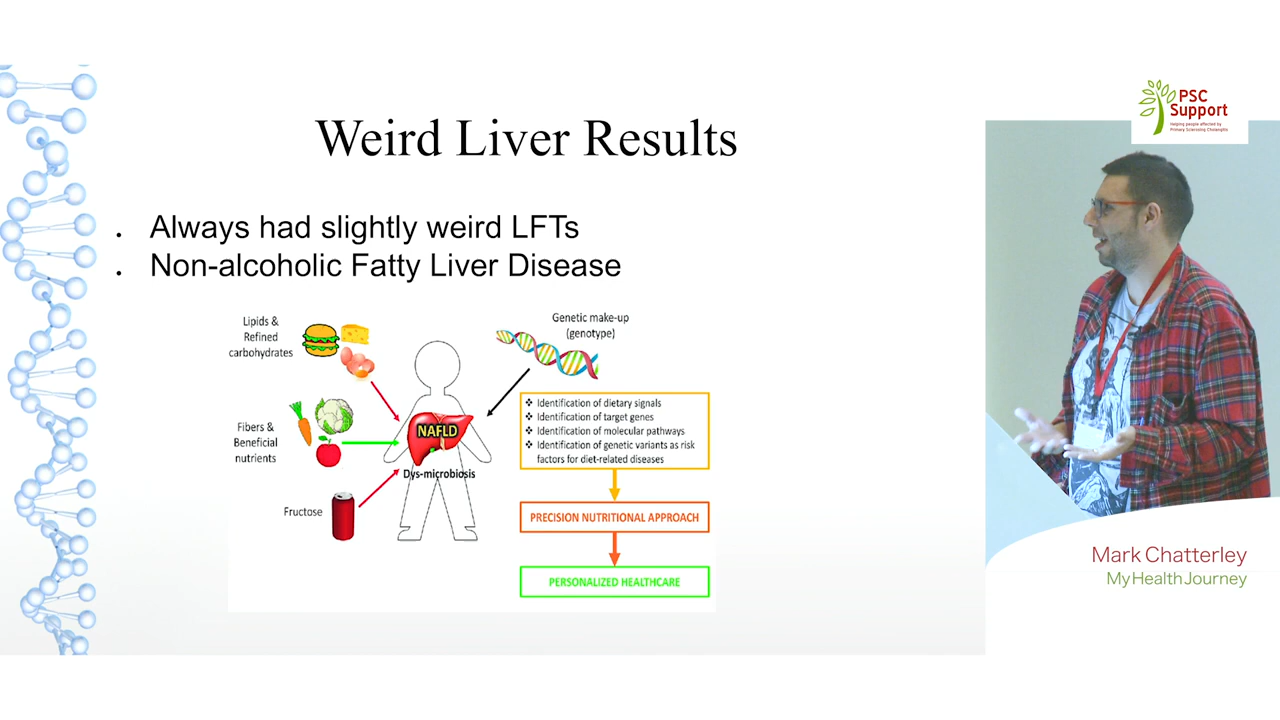 Weird Liver Results
• Always had slightly weird LFTs
• Non-alcoholic Fatty Liver Disease
Lipids &
Refined
carbohydrates
Genetic make-up
(genotype)
Fibers &
Beneficial
nutrients
NAFLD
Dys-microbiosis
Fructose
❖ Identification of dietary signals
❖ Identification of target genes
❖ Identification of molecular pathways
❖ Identification of genetic variants as risk
factors for diet-related diseases
PRECISION NUTRITIONAL APPROACH
PERSONALIZED HEALTHCARE
PSC
Support
Helping people affected by
Primary Sclerosing Cholangitis
Mark Chatterley
My Health Journey